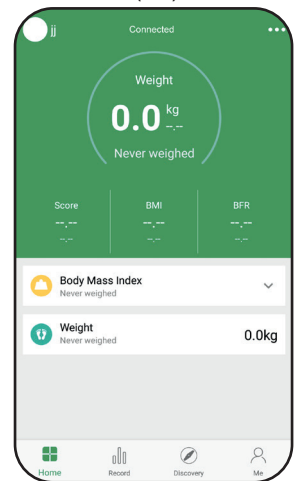 jj Connected •••
Weight
0.0 kg
--.--
Never weighed
Score BMI BFR
--.-- --.-- --.--
--.-- --.-- --.--
Body Mass Index
Never weighed
Weight
Never weighed
0.0kg
Home Record Discovery Me